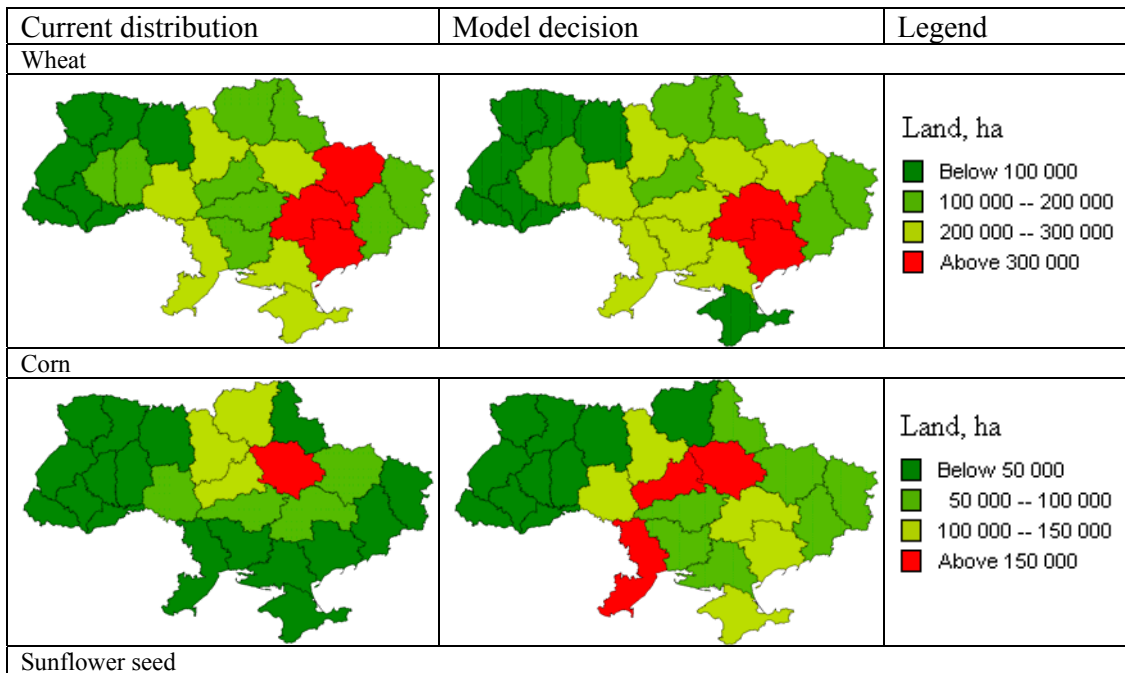 Current distribution
Model decision
Legend
Wheat
Land, ha
Below 100 000
100 000 -- 200 000
200 000 -- 300 000
Above 300 000
Corn
Land, ha
Below 50 000
50 000 -- 100 000
100 000 -- 150 000
Above 150 000
Sunflower seed